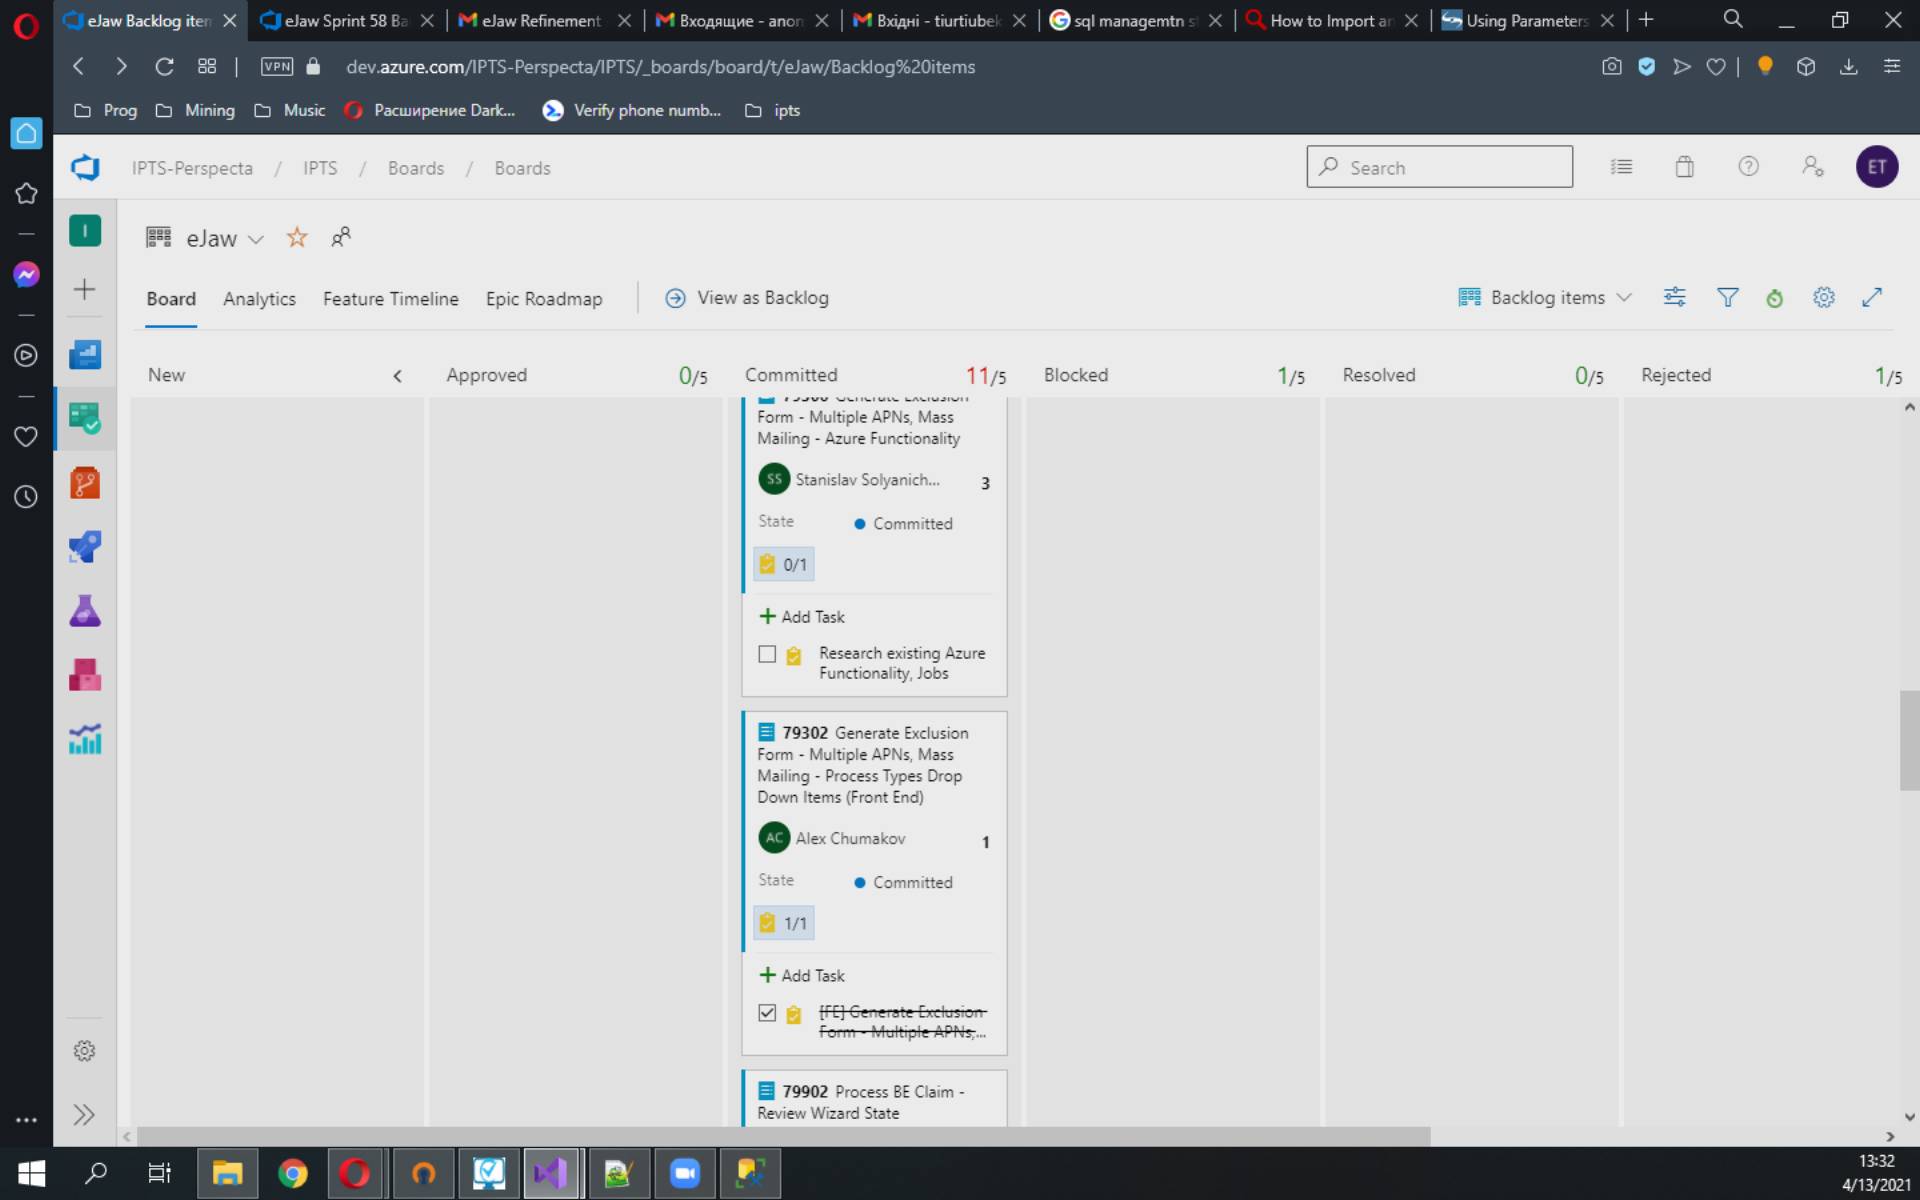 eJaw Backlog iten
eJaw Sprint 58 Ba
eJaw Refinement
Входящие - anon
Вхідні - tiurtiubek
sql managemtn s
How to Import an
Using Parameters
VPN
dev.azure.com/IPTS-Perspecta/IPTS/_boards/board/t/eJaw/Backlog%20items
Prog
Mining
Music
Расширение Dark...
Verify phone numb...
ipts
IPTS-Perspecta / IPTS / Boards / Boards
Search
ET
I
eJaw
Board
Analytics
Feature Timeline
Epic Roadmap
View as Backlog
Backlog items
New
Approved 0/5
Committed 11/5
Blocked 1/5
Resolved 0/5
Rejected 1/5
Generate Exclusion
Form - Multiple APNs, Mass
Mailing - Azure Functionality
SS Stanislav Solyanich... 3
State Committed
0/1
+ Add Task
Research existing Azure
Functionality, Jobs
79302 Generate Exclusion
Form - Multiple APNs, Mass
Mailing - Process Types Drop
Down Items (Front End)
AC Alex Chumakov 1
State Committed
1/1
+ Add Task
[FE] Generate Exclusion
Form - Multiple APNs,...
79902 Process BE Claim -
Review Wizard State
13:32
4/13/2021